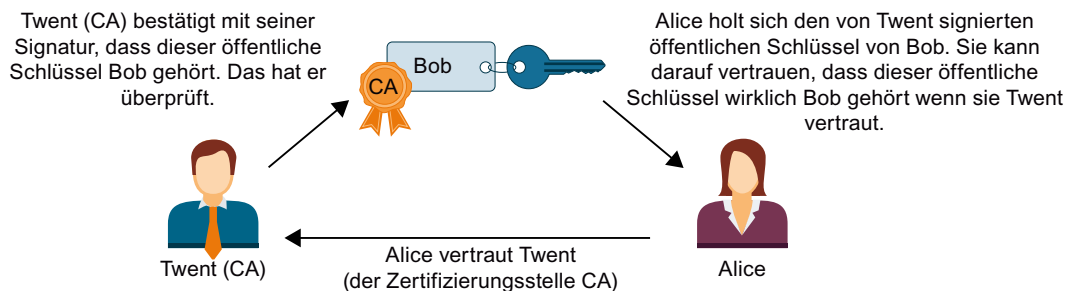 Twent (CA) bestätigt mit seiner
Signatur, dass dieser öffentliche
Schlüssel Bob gehört. Das hat er
überprüft.
Bob
CA
Alice holt sich den von Twent signierten
öffentlichen Schlüssel von Bob. Sie kann
darauf vertrauen, dass dieser öffentliche
Schlüssel wirklich Bob gehört wenn sie Twent
vertraut.
Twent (CA)
Alice vertraut Twent
(der Zertifizierungsstelle CA)
Alice